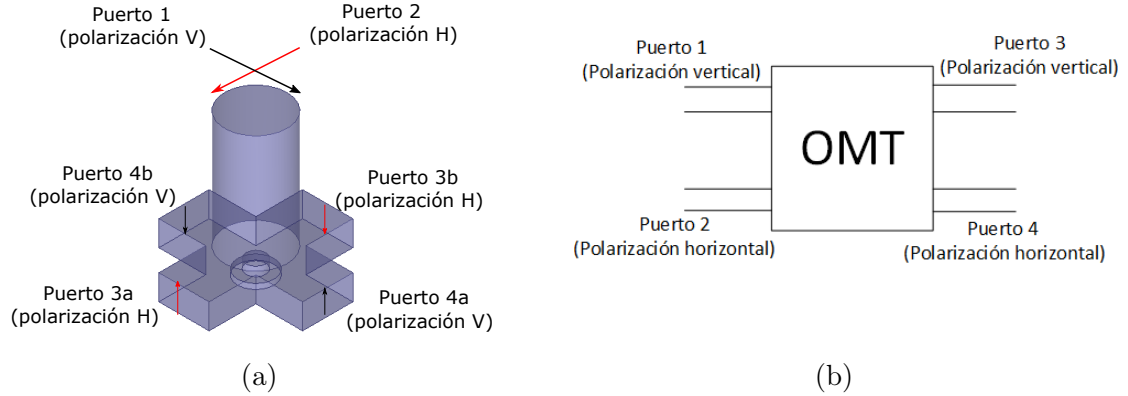 Puerto 1
(polarización V)
Puerto 2
(polarización H)
Puerto 4b
(polarización V)
Puerto 3b
(polarización H)
Puerto 3a
(polarización H)
Puerto 4a
(polarización V)
(a)
Puerto 1
(Polarización vertical)
Puerto 3
(Polarización vertical)
OMT
Puerto 2
(Polarización horizontal)
Puerto 4
(Polarización horizontal)
(b)